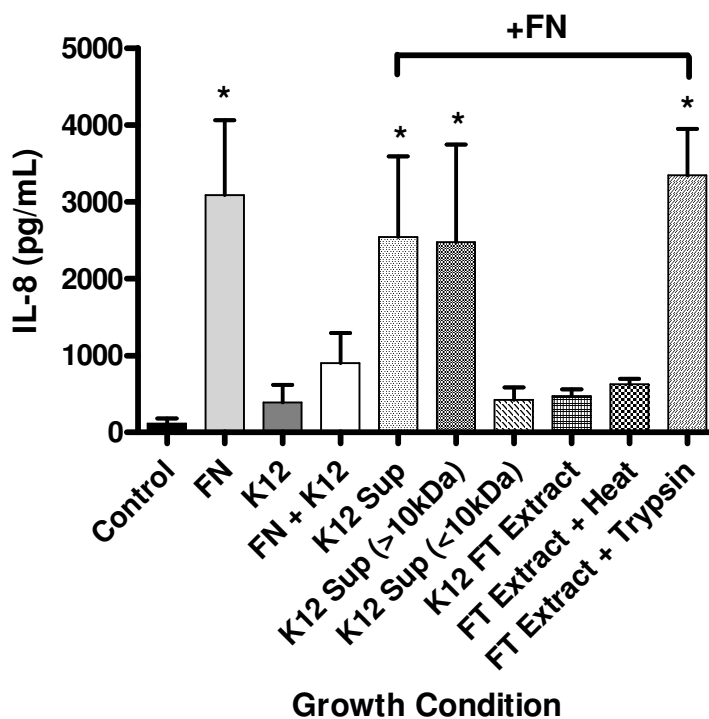 +FN
5000
4000
3000
2000
1000
0
IL-8 (pg/mL)
*
*
*
*
Control
FN
K12
FN + K12
K12 Sup
K12 Sup (>10kDa)
K12 Sup (<10kDa)
K12 FT Extract
FT Extract + Heat
FT Extract + Trypsin
Growth Condition